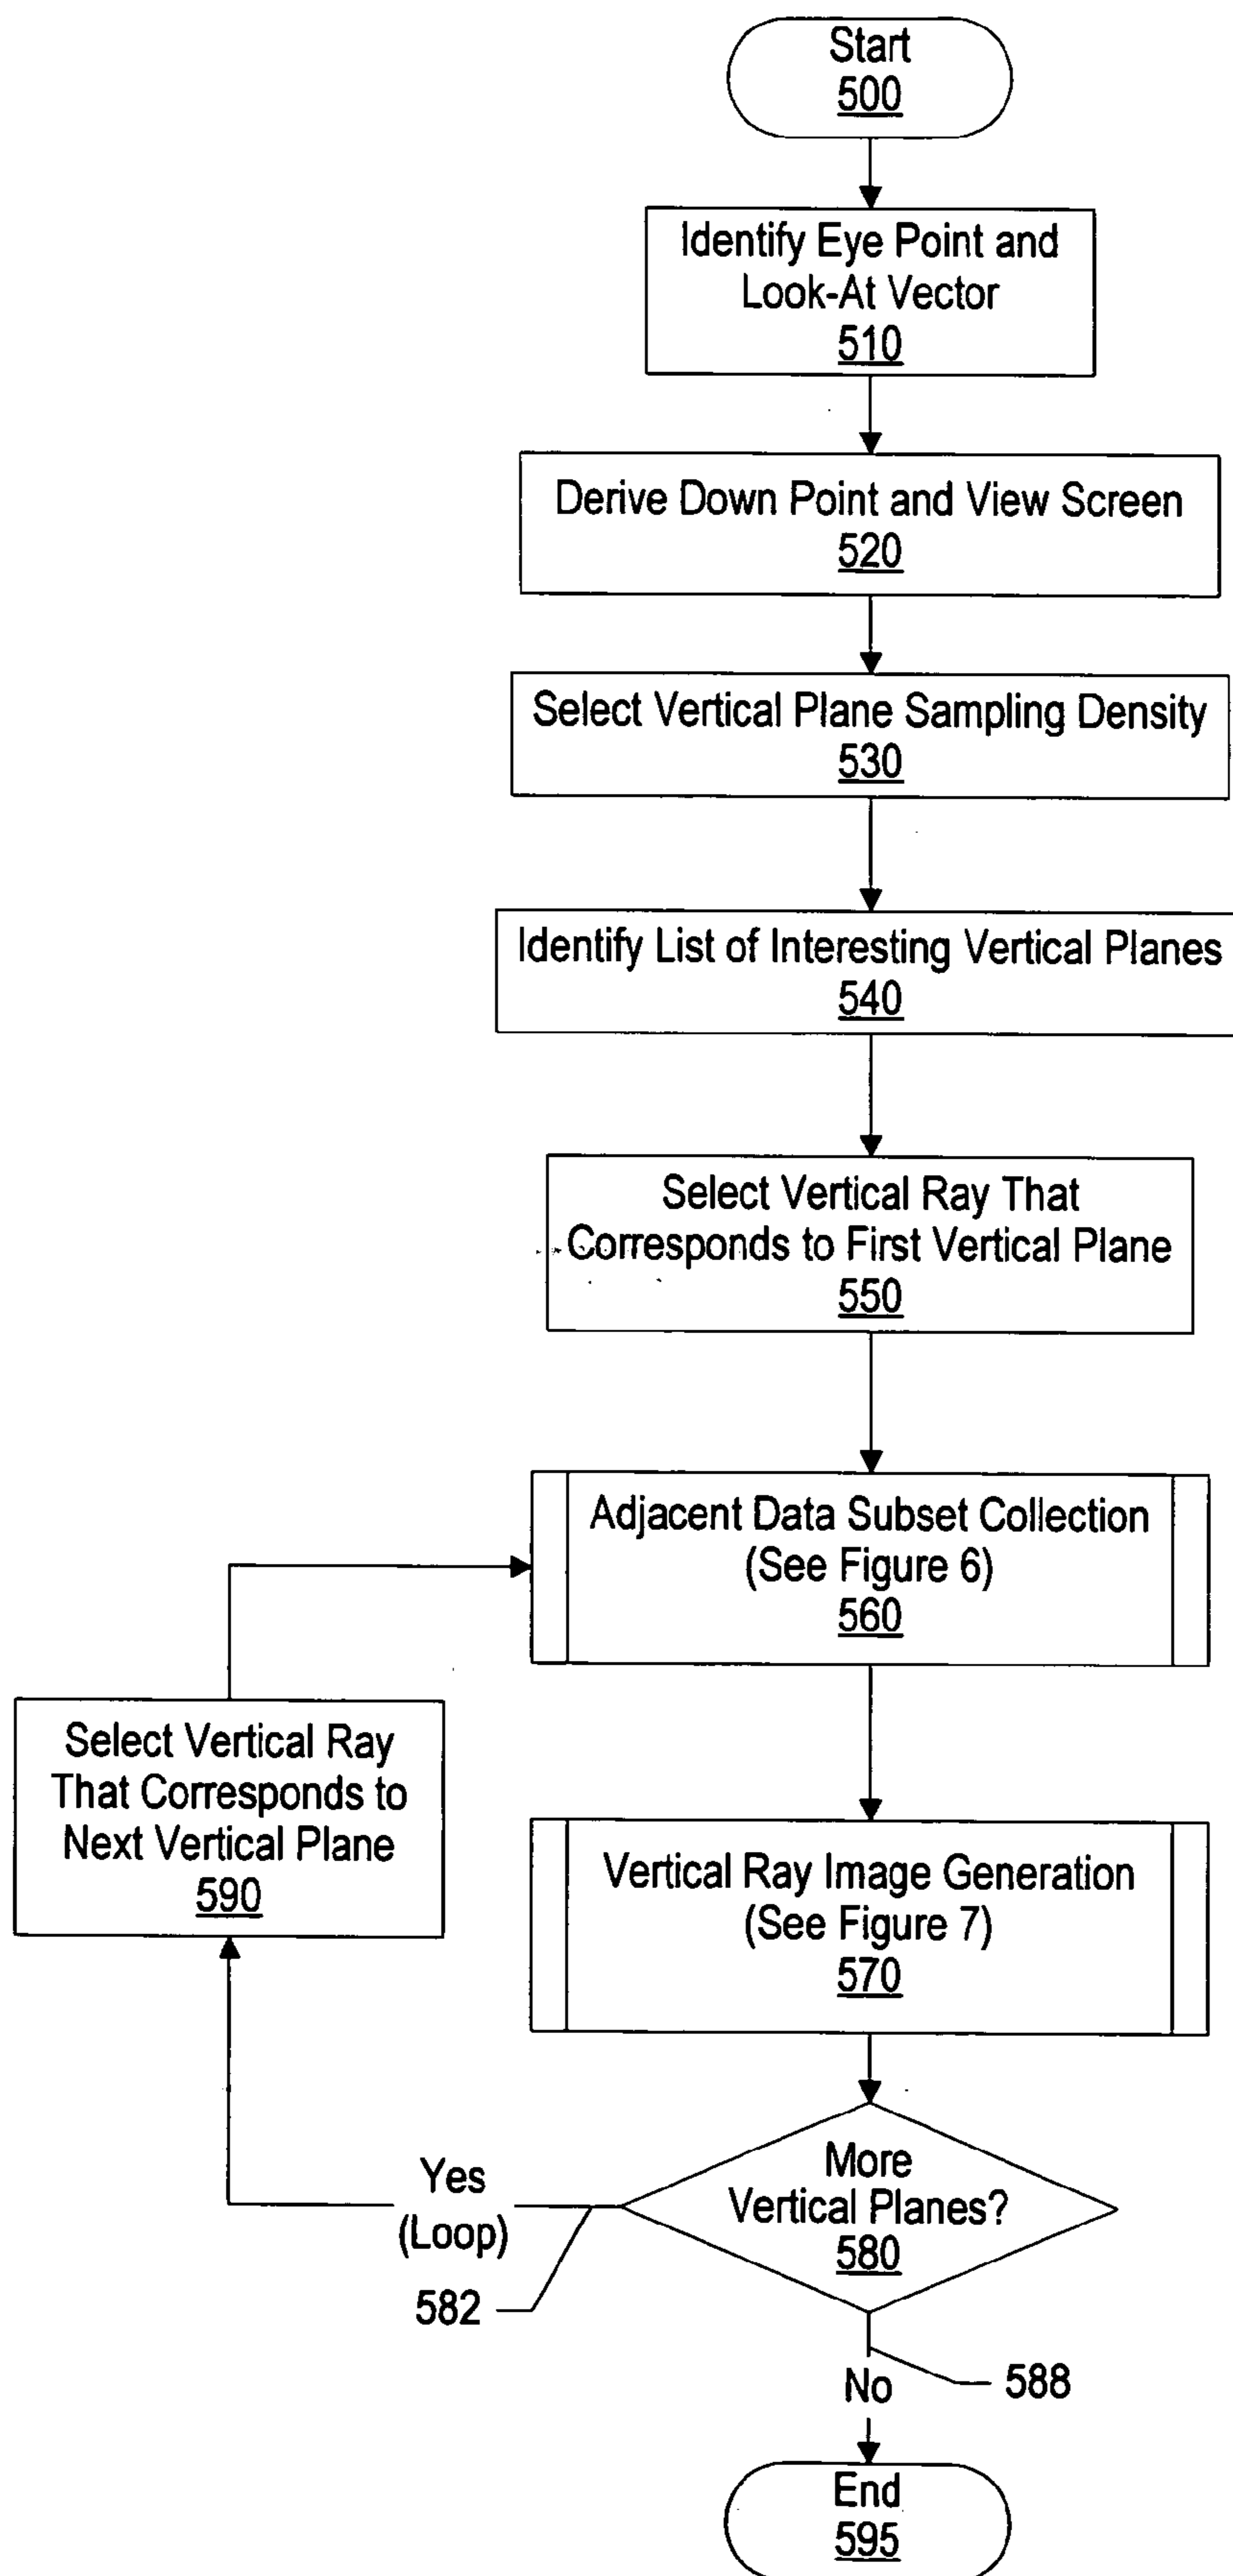 Start
500
Identify Eye Point and
Look-At Vector
510
Derive Down Point and View Screen
520
Select Vertical Plane Sampling Density
530
Identify List of Interesting Vertical Planes
540
Select Vertical Ray That
Corresponds to First Vertical Plane
550
Adjacent Data Subset Collection
(See Figure 6)
560
Select Vertical Ray
That Corresponds to
Next Vertical Plane
590
Vertical Ray Image Generation
(See Figure 7)
570
More
Vertical Planes?
580
Yes
(Loop)
582
No
588
End
595